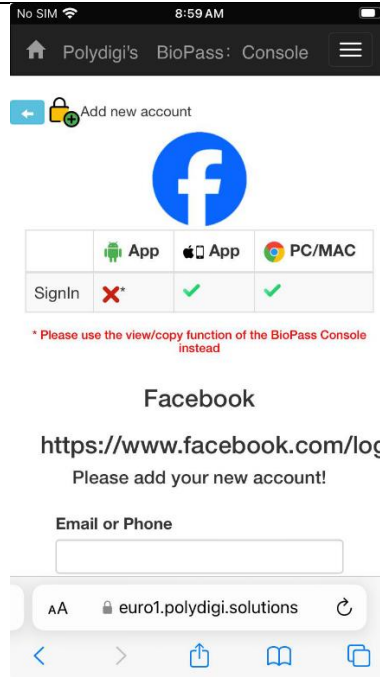 No SIM 8:59 AM
Polydigi's BioPass: Console
Add new account
App App PC/MAC
SignIn *
* Please use the view/copy function of the BioPass Console
instead
Facebook
https://www.facebook.com/log
Please add your new account!
Email or Phone
AA euro1.polydigi.solutions